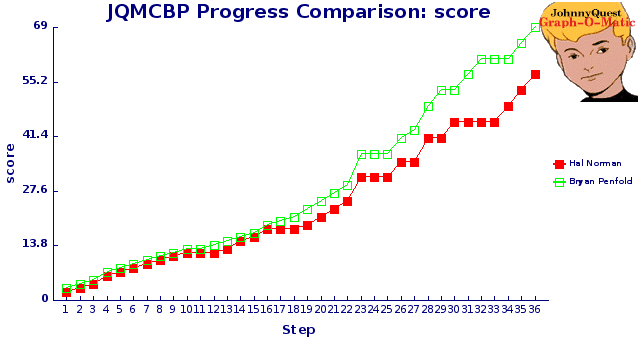 JQMCBP Progress Comparison: score
JohnnyQuest
Graph-O-Matic
69
55.2
41.4
27.6
13.8
0
score
1 2 3 4 5 6 7 8 9 10 11 12 13 14 15 16 17 18 19 20 21 22 23 24 25 26 27 28 29 30 31 32 33 34 35 36
Step
Hal Norman
Bryan Penfold